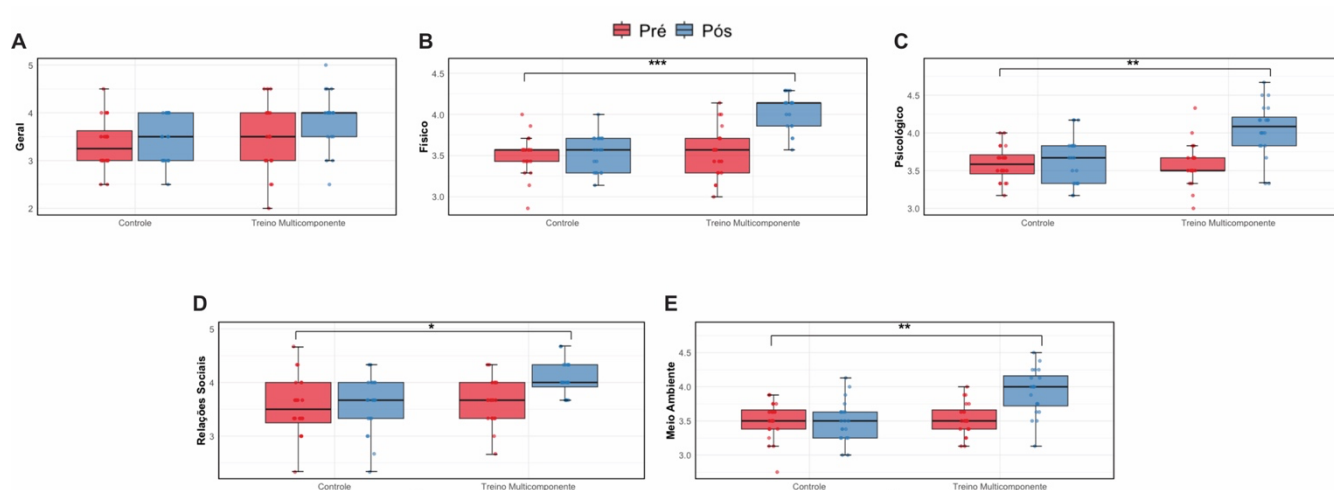 Pré Pós
A
Geral
5
4
3
2
Controle Treino Multicomponente
B
***
Físico
4.5
4.0
3.5
3.0
Controle Treino Multicomponente
C
**
Psicológico
4.5
4.0
3.5
3.0
Controle Treino Multicomponente
D
*
Relações Sociais
5
4
3
Controle Treino Multicomponente
E
**
Meio Ambiente
4.5
4.0
3.5
3.0
Controle Treino Multicomponente